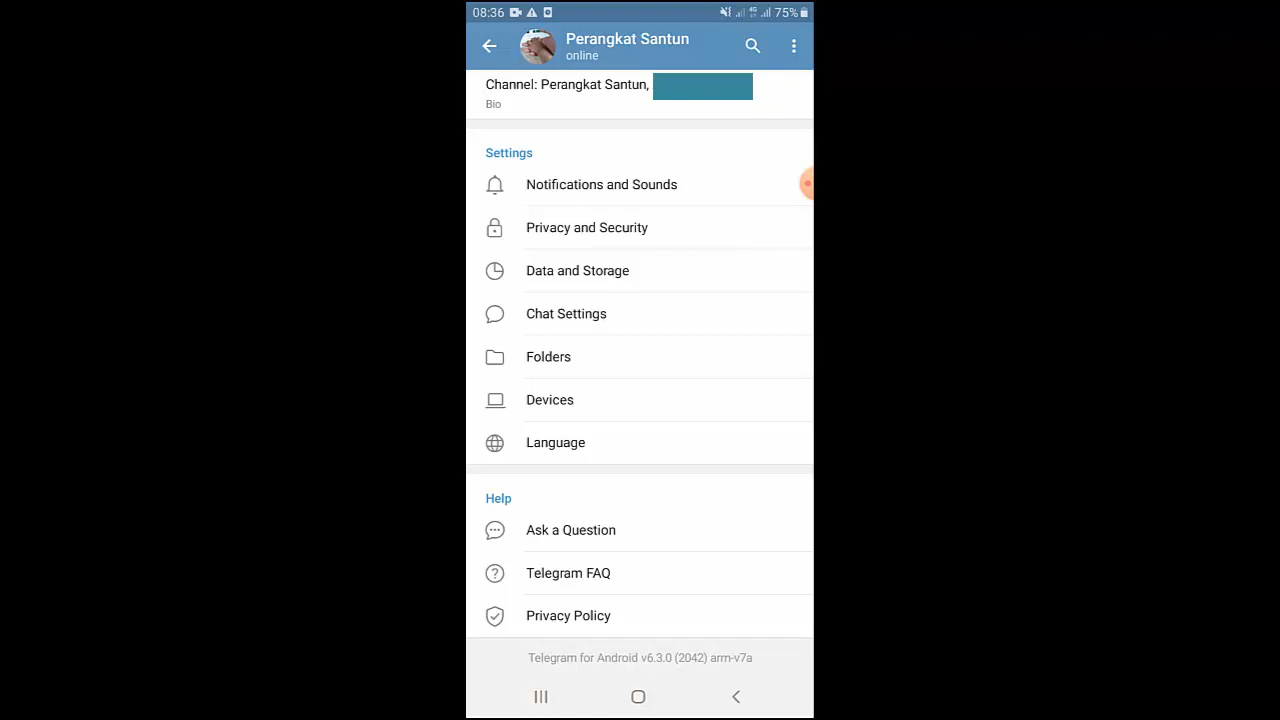 08:36 4G 75%
Perangkat Santun
online
Channel: Perangkat Santun,
Bio
Settings
Notifications and Sounds
Privacy and Security
Data and Storage
Chat Settings
Folders
Devices
Language
Help
Ask a Question
Telegram FAQ
Privacy Policy
Telegram for Android v6.3.0 (2042) arm-v7a